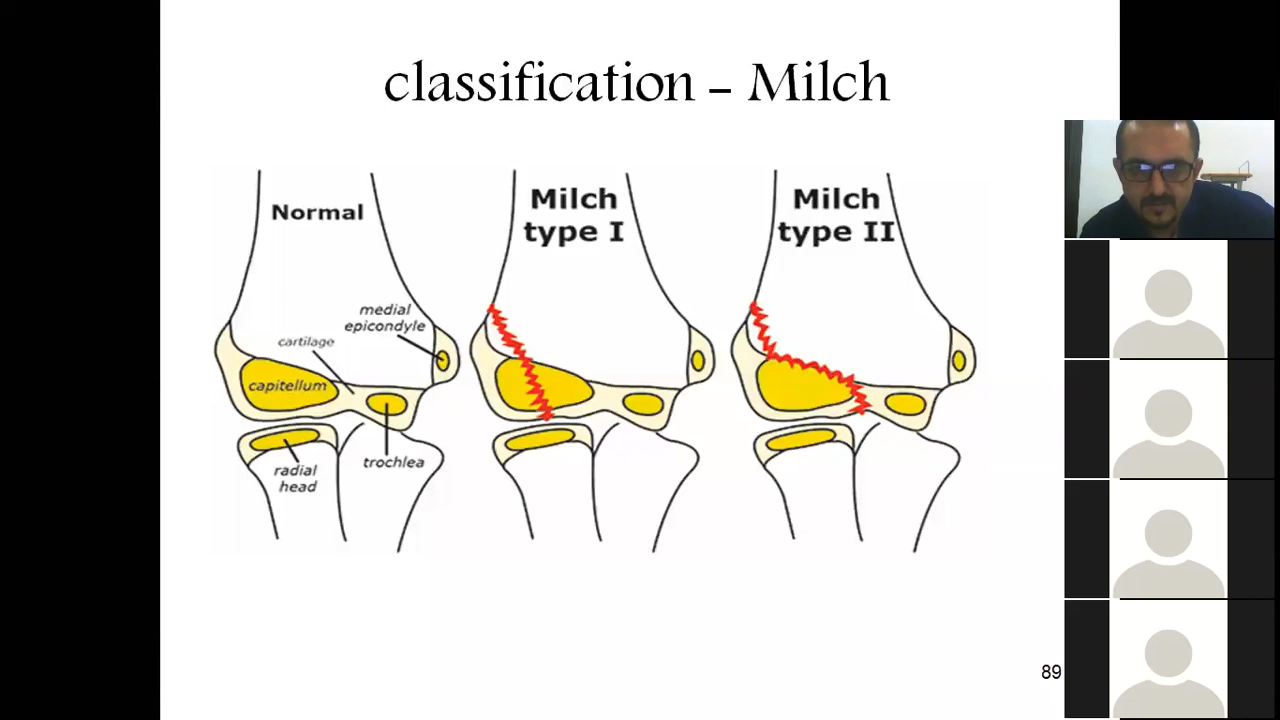 classification – Milch
Normal
medial
epicondyle
cartilage
capitellum
trochlea
radial
head
Milch
type I
Milch
type II
89